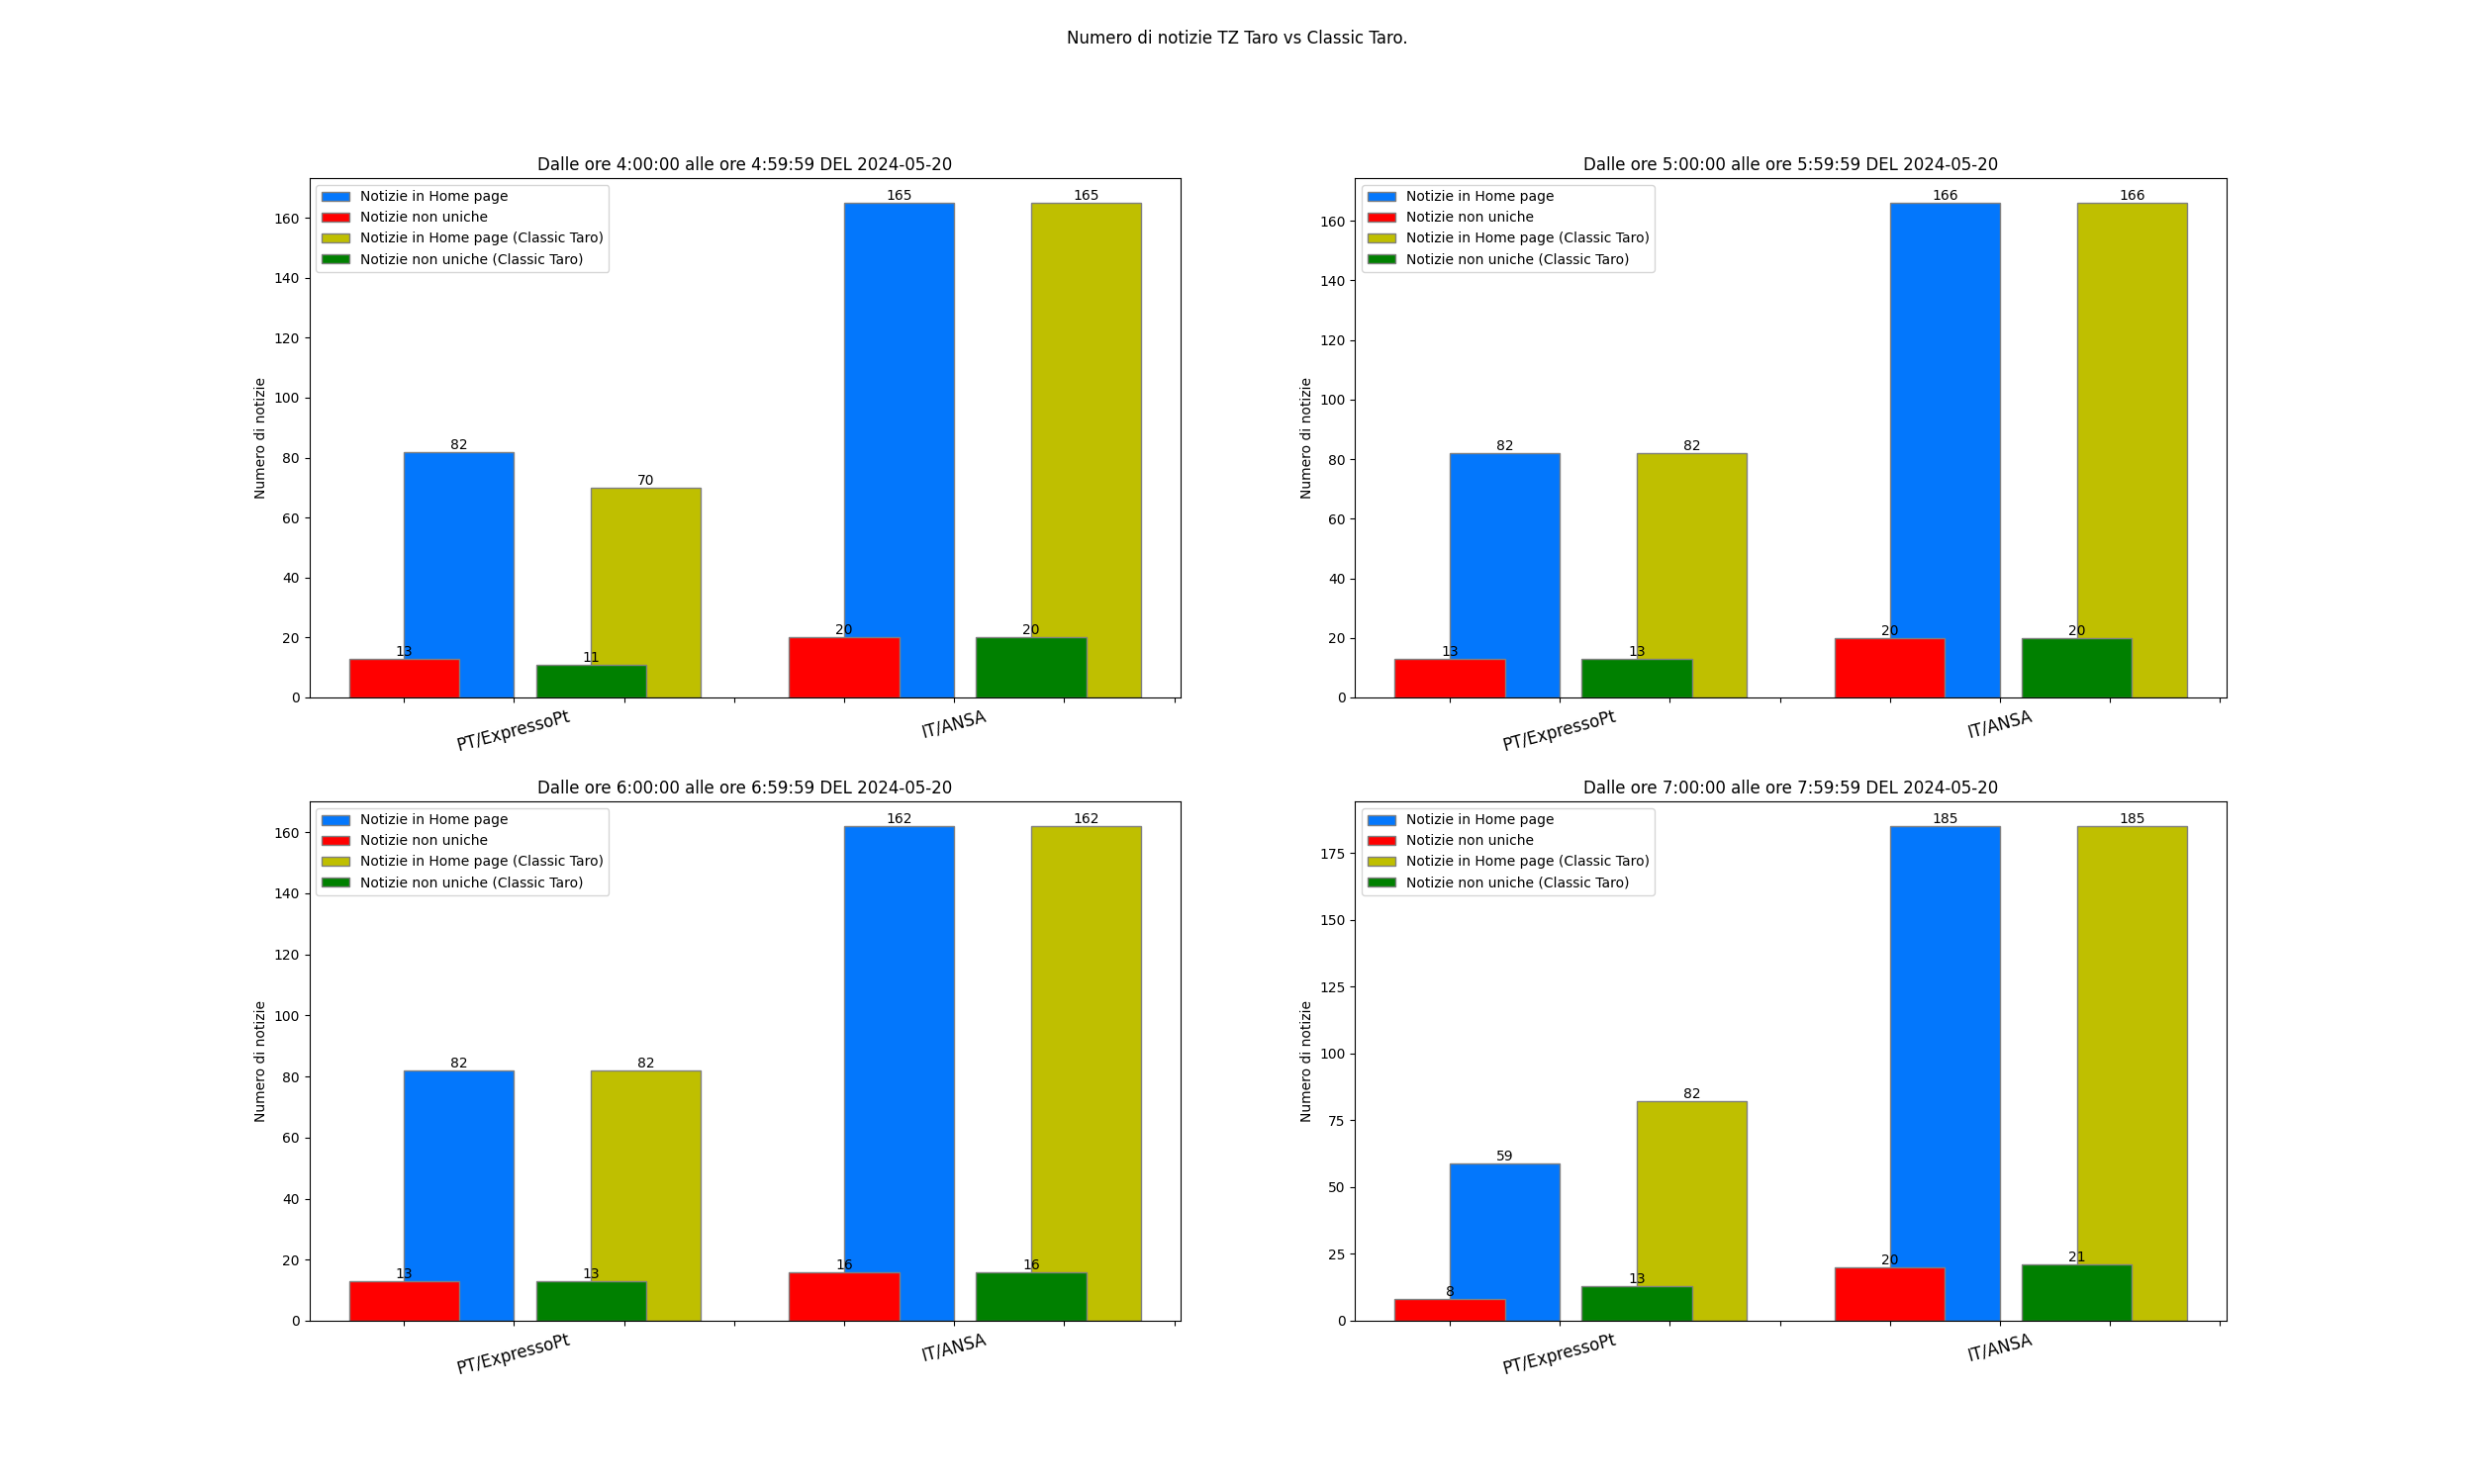 Numero di notizie TZ Taro vs Classic Taro.
Dalle ore 4:00:00 alle ore 4:59:59 DEL 2024-05-20
Notizie in Home page
Notizie non uniche
Notizie in Home page (Classic Taro)
Notizie non uniche (Classic Taro)
Numero di notizie
160
140
120
100
80
60
40
20
0
13
82
11
70
20
165
20
165
PT/ExpressoPt
IT/ANSA
Dalle ore 5:00:00 alle ore 5:59:59 DEL 2024-05-20
Notizie in Home page
Notizie non uniche
Notizie in Home page (Classic Taro)
Notizie non uniche (Classic Taro)
Numero di notizie
160
140
120
100
80
60
40
20
0
13
82
13
82
20
166
20
166
PT/ExpressoPt
IT/ANSA
Dalle ore 6:00:00 alle ore 6:59:59 DEL 2024-05-20
Notizie in Home page
Notizie non uniche
Notizie in Home page (Classic Taro)
Notizie non uniche (Classic Taro)
Numero di notizie
160
140
120
100
80
60
40
20
0
13
82
13
82
16
162
16
162
PT/ExpressoPt
IT/ANSA
Dalle ore 7:00:00 alle ore 7:59:59 DEL 2024-05-20
Notizie in Home page
Notizie non uniche
Notizie in Home page (Classic Taro)
Notizie non uniche (Classic Taro)
Numero di notizie
175
150
125
100
75
50
25
0
8
59
13
82
20
185
21
185
PT/ExpressoPt
IT/ANSA